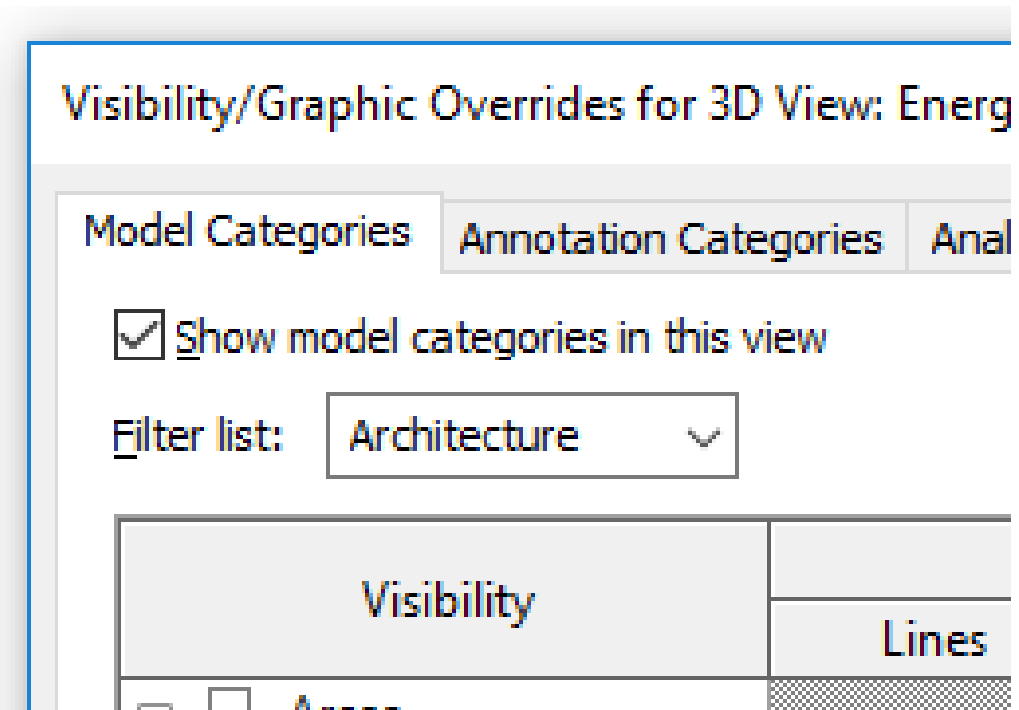 Visibility/Graphic Overrides for 3D View: Energ
Model Categories Annotation Categories Anal
Show model categories in this view
Filter list: Architecture
Visibility
Lines